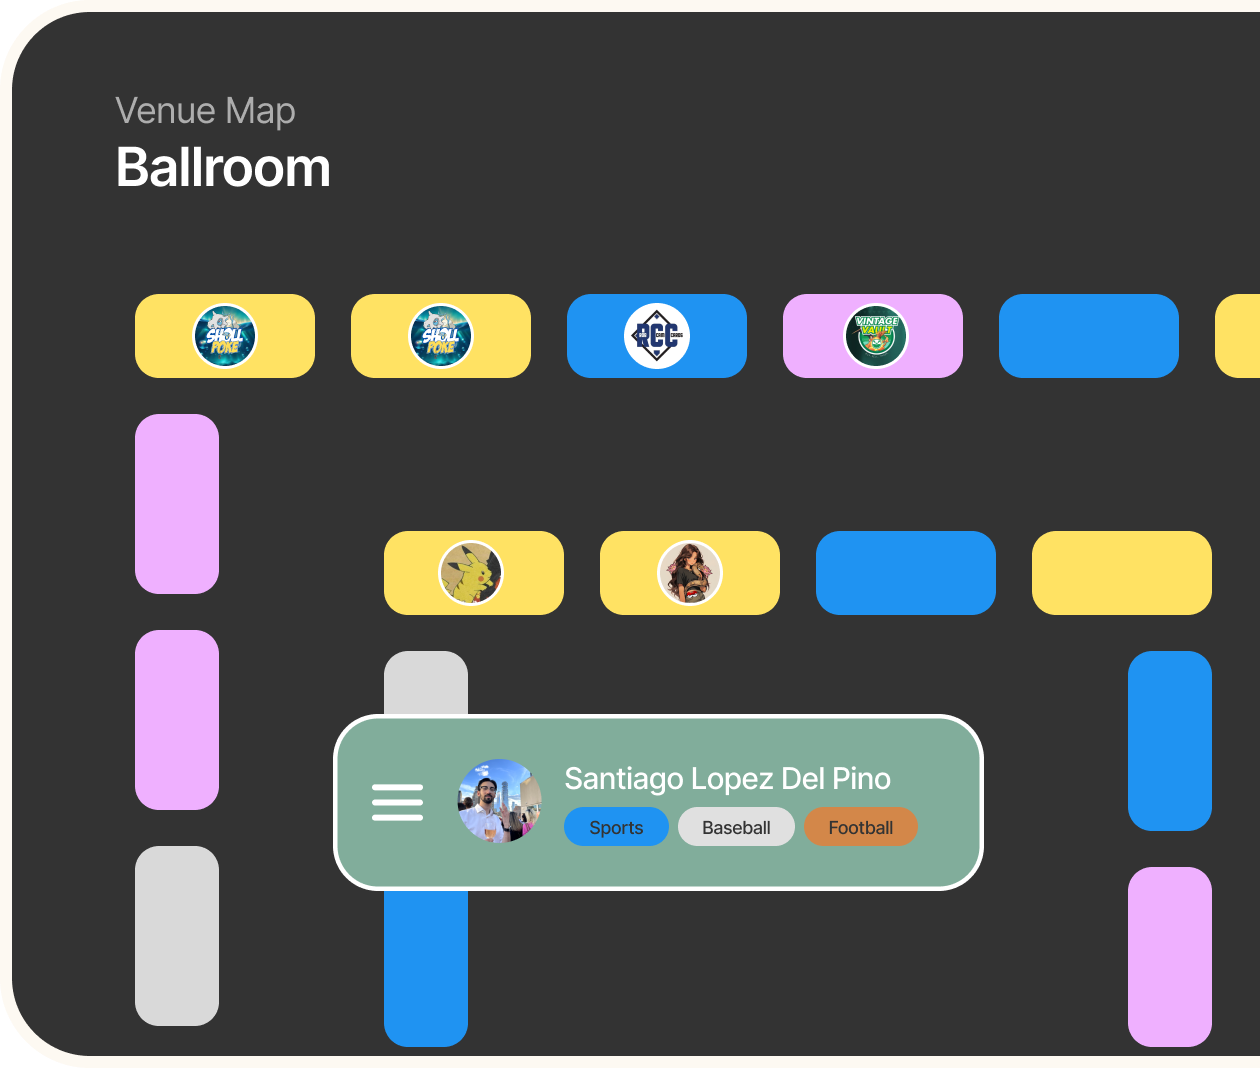 Venue Map
Ballroom
SHOLL
POKE
SHOLL
POKE
RCC
VINTAGE
VAULT
Santiago Lopez Del Pino
Sports
Baseball
Football